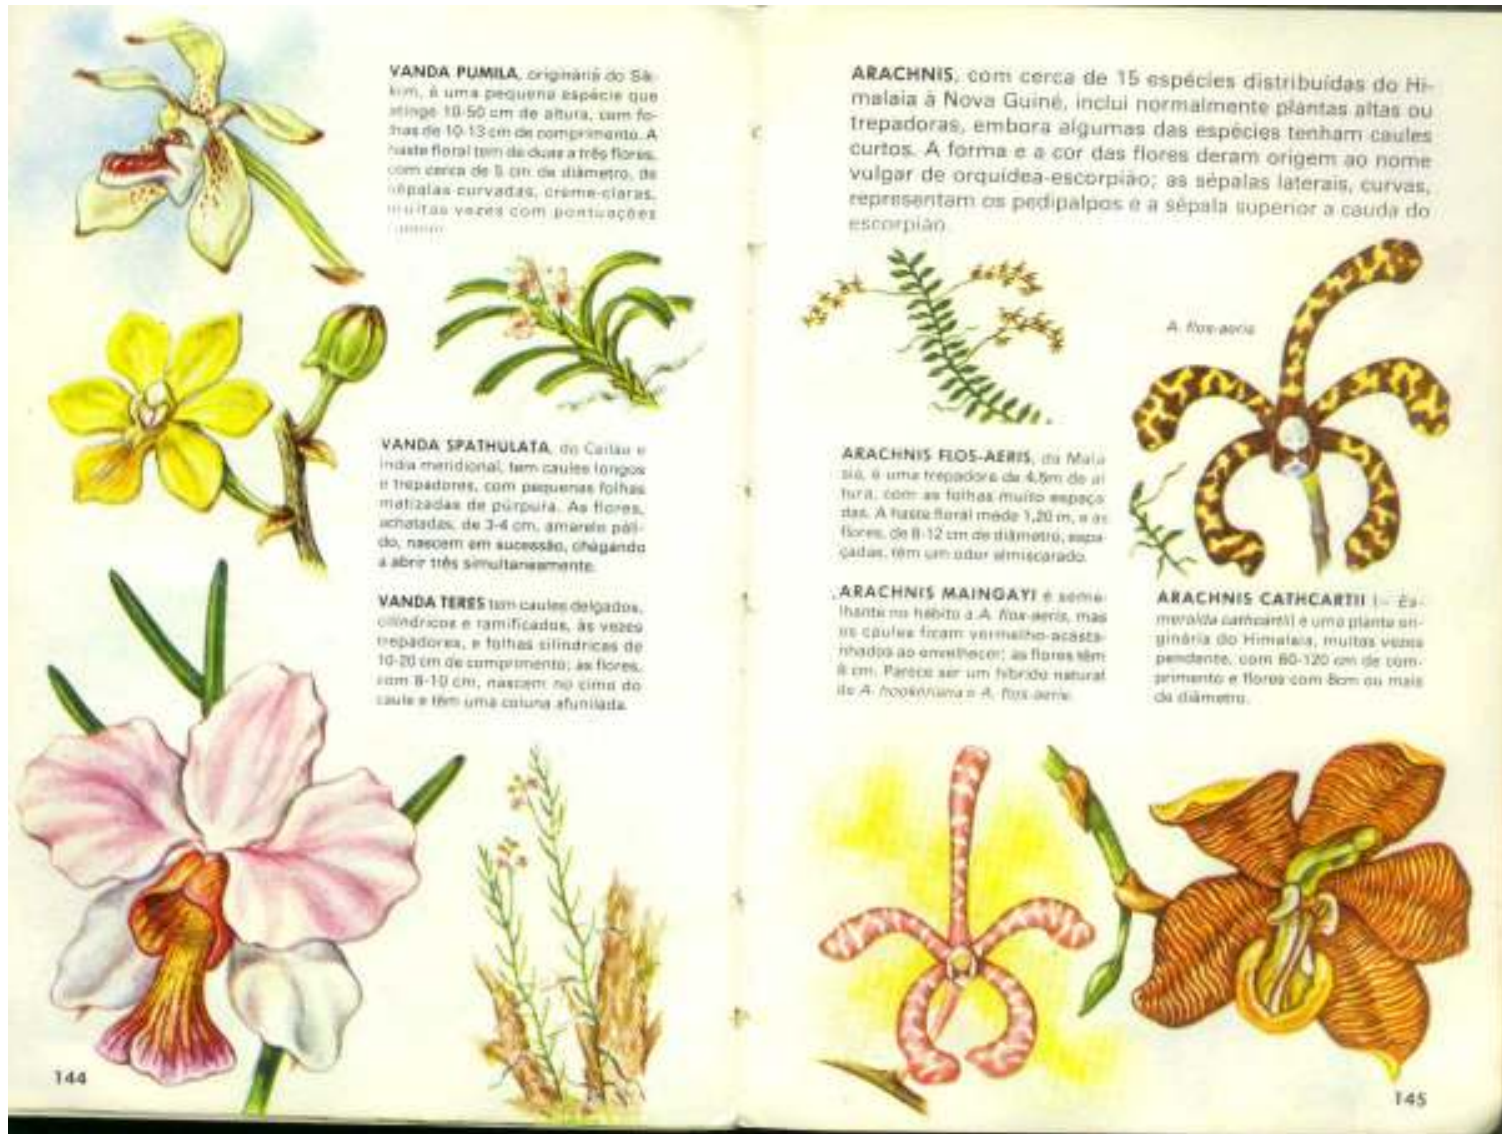 VANDA PUMILA, originária do Sik-
kim, é uma pequena espécie que
atinge 10-50 cm de altura, com fo-
lhas de 10-13 cm de comprimento. A
haste floral tem de duas a três flores,
com cerca de 5 cm de diâmetro, de
sépalas curvadas, creme-claras,
muitas vezes com pontuações
VANDA SPATHULATA, do Ceilão e
Índia meridional, tem caules longos
e trepadores, com pequenas folhas
matizadas de púrpura. As flores,
achatadas, de 3-4 cm, amarelo páli-
do, nascem em sucessão, chegando
a abrir três simultaneamente.
VANDA TERES tem caules delgados,
cilíndricos e ramificados, às vezes
trepadores, e folhas cilíndricas de
10-20 cm de comprimento; as flores,
com 8-10 cm, nascem no cimo do
caule e têm uma coluna afunilada.
144
ARACHNIS, com cerca de 15 espécies distribuídas do Hi-
malaia à Nova Guiné, inclui normalmente plantas altas ou
trepadoras, embora algumas das espécies tenham caules
curtos. A forma e a cor das flores deram origem ao nome
vulgar de orquídea-escorpião; as sépalas laterais, curvas,
representam os pedipalpos e a sépala superior a cauda do
escorpião.
A. flos-aeris
ARACHNIS FLOS-AERIS, da Malá-
sia, é uma trepadora de 4,5m de al-
tura, com as folhas muito espaça-
das. A haste floral mede 1,20 m, e as
flores, de 8-12 cm de diâmetro, espa-
çadas, têm um odor almiscarado.
ARACHNIS MAINGAYI é seme-
lhante no hábito a A. flos-aeris, mas
os caules ficam vermelho-acasta-
nhados ao envelhecer; as flores têm
8 cm. Parece ser um híbrido natural
de A. hookeriana e A. flos-aeris.
ARACHNIS CATHCARTII (= Es-
meralda cathcartii) é uma planta ori-
ginária do Himalaia, muitas vezes
pendente, com 60-120 cm de com-
primento e flores com 8cm ou mais
de diâmetro.
145